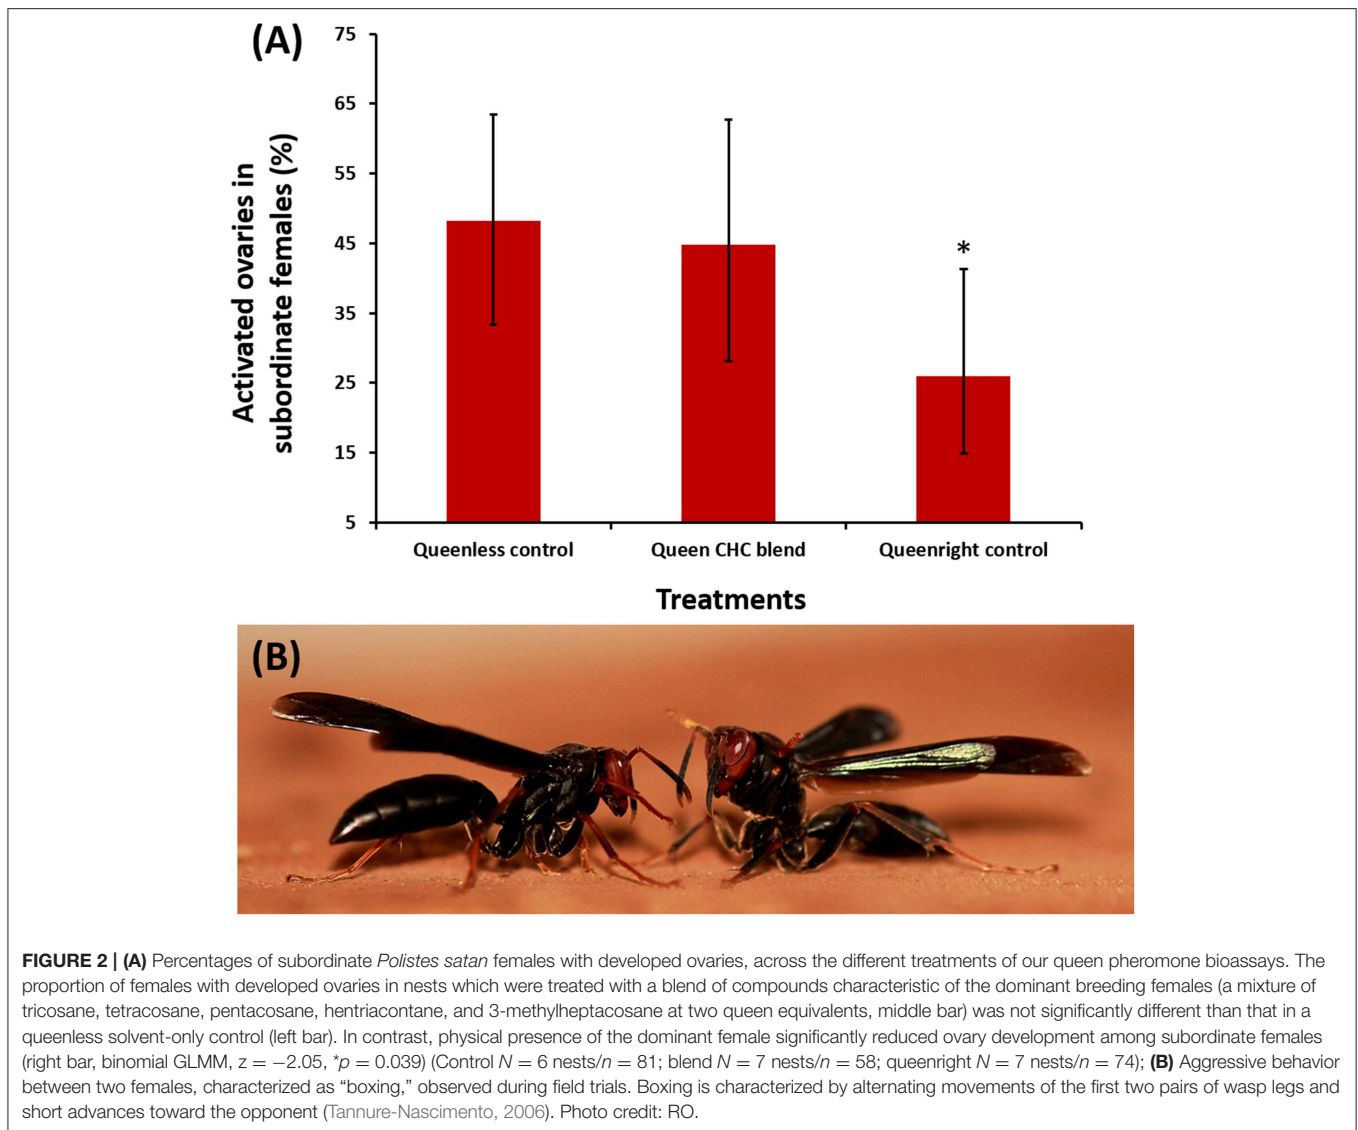 (A)
75
65
55
45
35
25
15
5
Activated ovaries in
subordinate females (%)
*
Queenless control Queen CHC blend Queenright control
Treatments
(B)
FIGURE 2 | (A) Percentages of subordinate Polistes satan females with developed ovaries, across the different treatments of our queen pheromone bioassays. The
proportion of females with developed ovaries in nests which were treated with a blend of compounds characteristic of the dominant breeding females (a mixture of
tricosane, tetracosane, pentacosane, hentriacontane, and 3-methylheptacosane at two queen equivalents, middle bar) was not significantly different than that in a
queenless solvent-only control (left bar). In contrast, physical presence of the dominant female significantly reduced ovary development among subordinate females
(right bar, binomial GLMM, z = −2.05, *p = 0.039) (Control N = 6 nests/n = 81; blend N = 7 nests/n = 58; queenright N = 7 nests/n = 74); (B) Aggressive behavior
between two females, characterized as “boxing,” observed during field trials. Boxing is characterized by alternating movements of the first two pairs of wasp legs and
short advances toward the opponent (Tannure-Nascimento, 2006). Photo credit: RO.